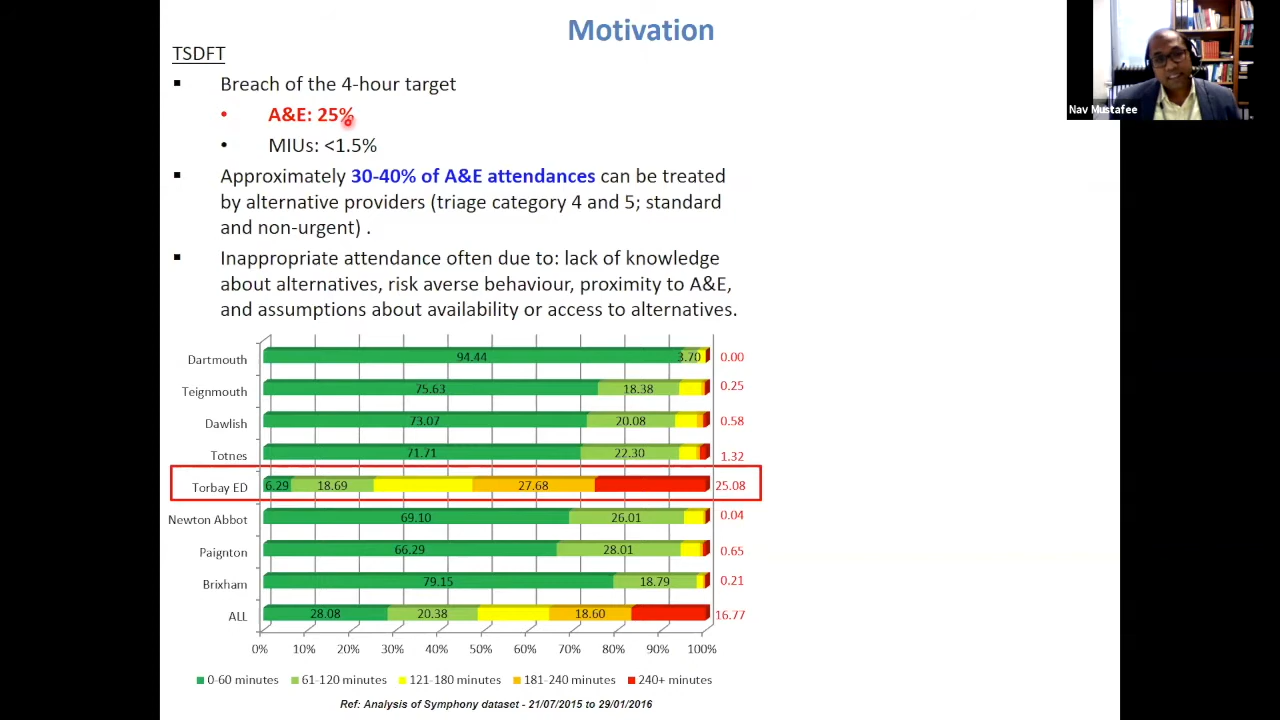 Motivation
TSDFT
Breach of the 4-hour target
A&E: 25%
MIUs: <1.5%
Approximately 30-40% of A&E attendances can be treated
by alternative providers (triage category 4 and 5; standard
and non-urgent) .
Inappropriate attendance often due to: lack of knowledge
about alternatives, risk averse behaviour, proximity to A&E,
and assumptions about availability or access to alternatives.
Nav Mustafee
Dartmouth 94.44 3.70 0.00
Teignmouth 75.63 18.38 0.25
Dawlish 73.07 20.08 0.58
Totnes 71.71 22.30 1.32
Torbay ED 6.29 18.69 27.68 25.08
Newton Abbot 69.10 26.01 0.04
Paignton 66.29 28.01 0.65
Brixham 79.15 18.79 0.21
ALL 28.08 20.38 18.60 16.77
0% 10% 20% 30% 40% 50% 60% 70% 80% 90% 100%
0-60 minutes 61-120 minutes 121-180 minutes 181-240 minutes 240+ minutes
Ref: Analysis of Symphony dataset - 21/07/2015 to 29/01/2016